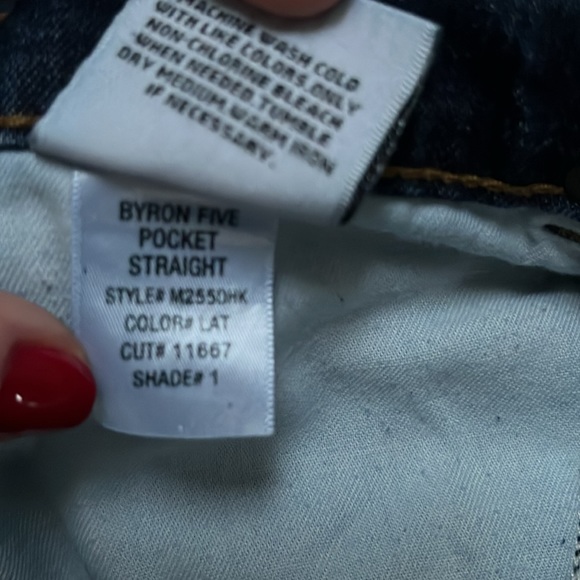 MACHINE WASH COLD
WITH LIKE COLORS. ONLY
NON-CHLORINE BLEACH
WHEN NEEDED. TUMBLE
DRY MEDIUM. WARM IRON
IF NECESSARY.
BYRON FIVE
POCKET
STRAIGHT
STYLE# M2550HK
COLOR# LAT
CUT# 11667
SHADE# 1